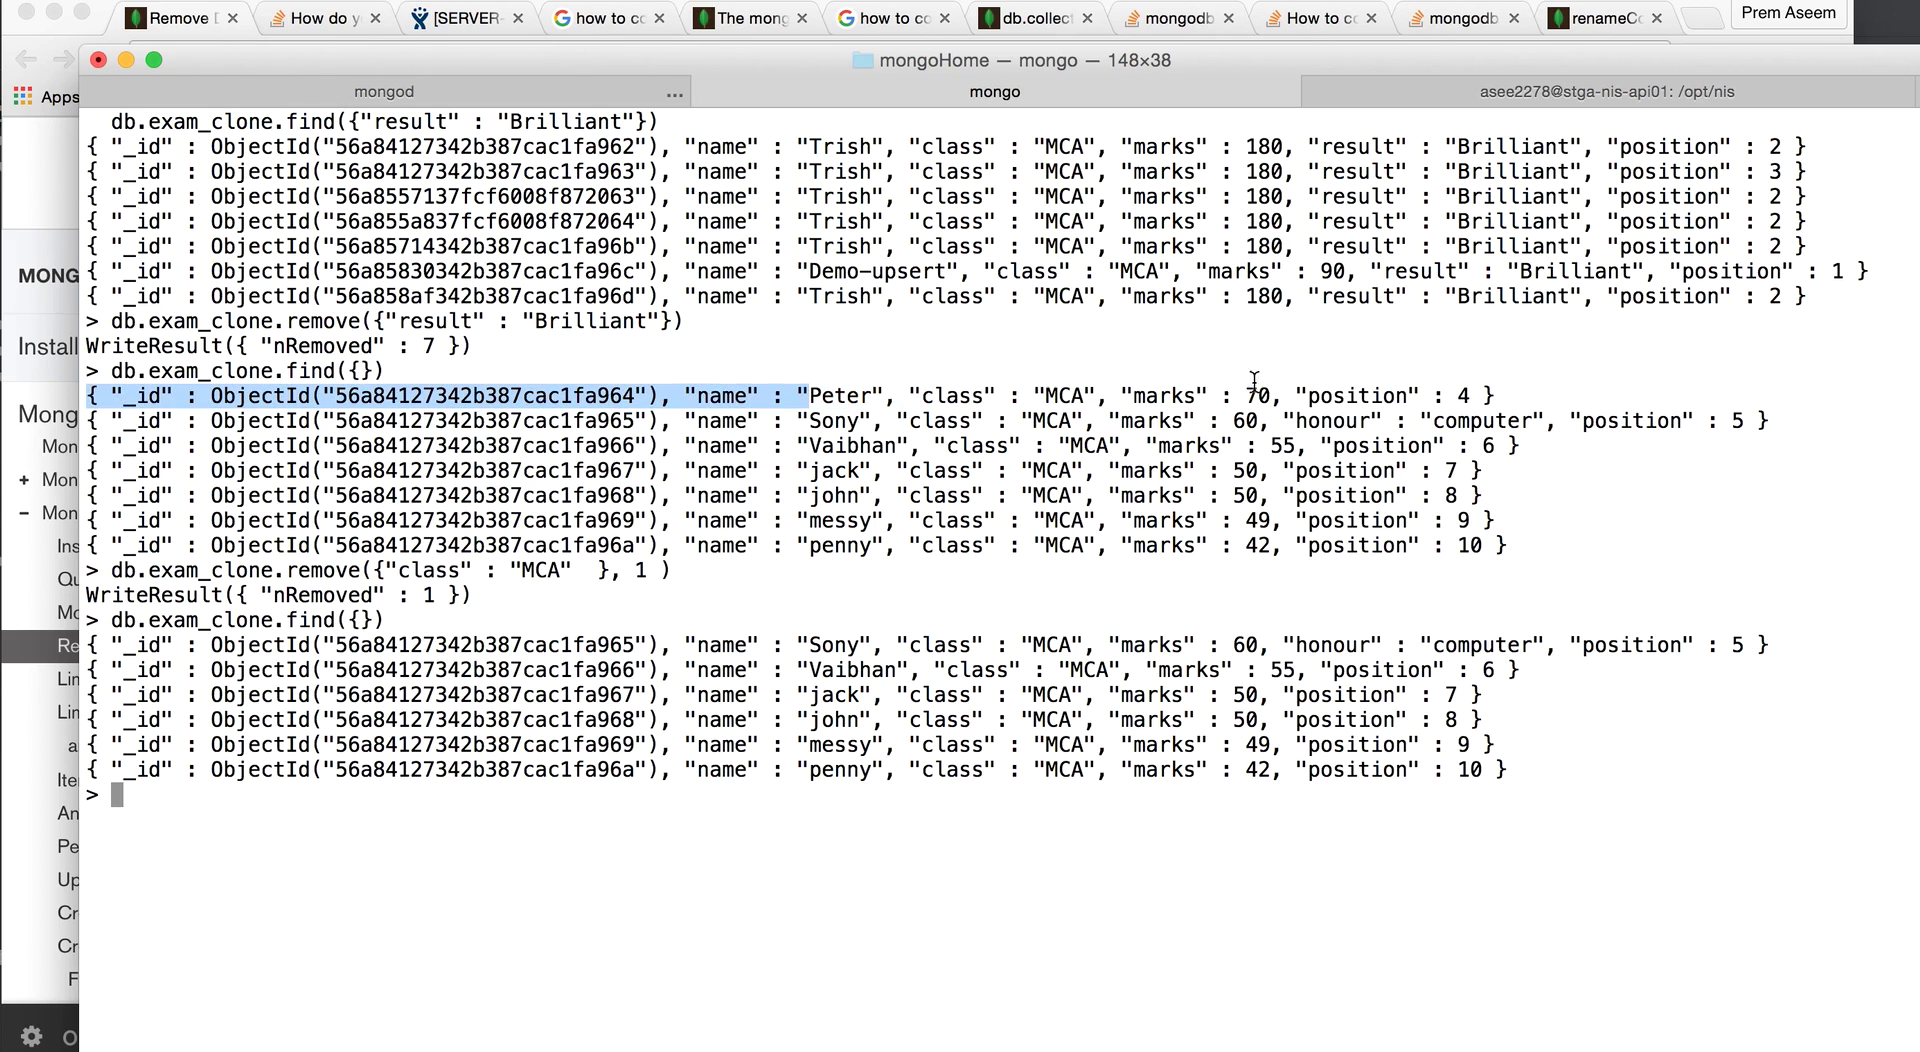 Remove
How do y
[SERVER-
how to co
The mong
how to co
db.collect
mongodb
How to co
mongodb
renameCo
Prem Aseem
mongoHome — mongo — 148×38
Apps
mongod
...
mongo
asee2278@stga-nis-api01: /opt/nis
db.exam_clone.find({"result" : "Brilliant"})
{ "_id" : ObjectId("56a84127342b387cac1fa962"), "name" : "Trish", "class" : "MCA", "marks" : 180, "result" : "Brilliant", "position" : 2 }
{ "_id" : ObjectId("56a84127342b387cac1fa963"), "name" : "Trish", "class" : "MCA", "marks" : 180, "result" : "Brilliant", "position" : 3 }
{ "_id" : ObjectId("56a8557137fcf6008f872063"), "name" : "Trish", "class" : "MCA", "marks" : 180, "result" : "Brilliant", "position" : 2 }
{ "_id" : ObjectId("56a855a837fcf6008f872064"), "name" : "Trish", "class" : "MCA", "marks" : 180, "result" : "Brilliant", "position" : 2 }
{ "_id" : ObjectId("56a85714342b387cac1fa96b"), "name" : "Trish", "class" : "MCA", "marks" : 180, "result" : "Brilliant", "position" : 2 }
{ "_id" : ObjectId("56a85830342b387cac1fa96c"), "name" : "Demo-upsert", "class" : "MCA", "marks" : 90, "result" : "Brilliant", "position" : 1 }
{ "_id" : ObjectId("56a858af342b387cac1fa96d"), "name" : "Trish", "class" : "MCA", "marks" : 180, "result" : "Brilliant", "position" : 2 }
> db.exam_clone.remove({"result" : "Brilliant"})
WriteResult({ "nRemoved" : 7 })
> db.exam_clone.find({})
{ "_id" : ObjectId("56a84127342b387cac1fa964"), "name" : "Peter", "class" : "MCA", "marks" : 70, "position" : 4 }
{ "_id" : ObjectId("56a84127342b387cac1fa965"), "name" : "Sony", "class" : "MCA", "marks" : 60, "honour" : "computer", "position" : 5 }
{ "_id" : ObjectId("56a84127342b387cac1fa966"), "name" : "Vaibhan", "class" : "MCA", "marks" : 55, "position" : 6 }
{ "_id" : ObjectId("56a84127342b387cac1fa967"), "name" : "jack", "class" : "MCA", "marks" : 50, "position" : 7 }
{ "_id" : ObjectId("56a84127342b387cac1fa968"), "name" : "john", "class" : "MCA", "marks" : 50, "position" : 8 }
{ "_id" : ObjectId("56a84127342b387cac1fa969"), "name" : "messy", "class" : "MCA", "marks" : 49, "position" : 9 }
{ "_id" : ObjectId("56a84127342b387cac1fa96a"), "name" : "penny", "class" : "MCA", "marks" : 42, "position" : 10 }
> db.exam_clone.remove({"class" : "MCA"  }, 1 )
WriteResult({ "nRemoved" : 1 })
> db.exam_clone.find({})
{ "_id" : ObjectId("56a84127342b387cac1fa965"), "name" : "Sony", "class" : "MCA", "marks" : 60, "honour" : "computer", "position" : 5 }
{ "_id" : ObjectId("56a84127342b387cac1fa966"), "name" : "Vaibhan", "class" : "MCA", "marks" : 55, "position" : 6 }
{ "_id" : ObjectId("56a84127342b387cac1fa967"), "name" : "jack", "class" : "MCA", "marks" : 50, "position" : 7 }
{ "_id" : ObjectId("56a84127342b387cac1fa968"), "name" : "john", "class" : "MCA", "marks" : 50, "position" : 8 }
{ "_id" : ObjectId("56a84127342b387cac1fa969"), "name" : "messy", "class" : "MCA", "marks" : 49, "position" : 9 }
{ "_id" : ObjectId("56a84127342b387cac1fa96a"), "name" : "penny", "class" : "MCA", "marks" : 42, "position" : 10 }
>
MONG
Install
Mong
Mon
+ Mon
− Mon
Ins
Qu
Mo
Re
Lin
Lin
a
Ite
An
Pe
Up
Cr
Cr
F